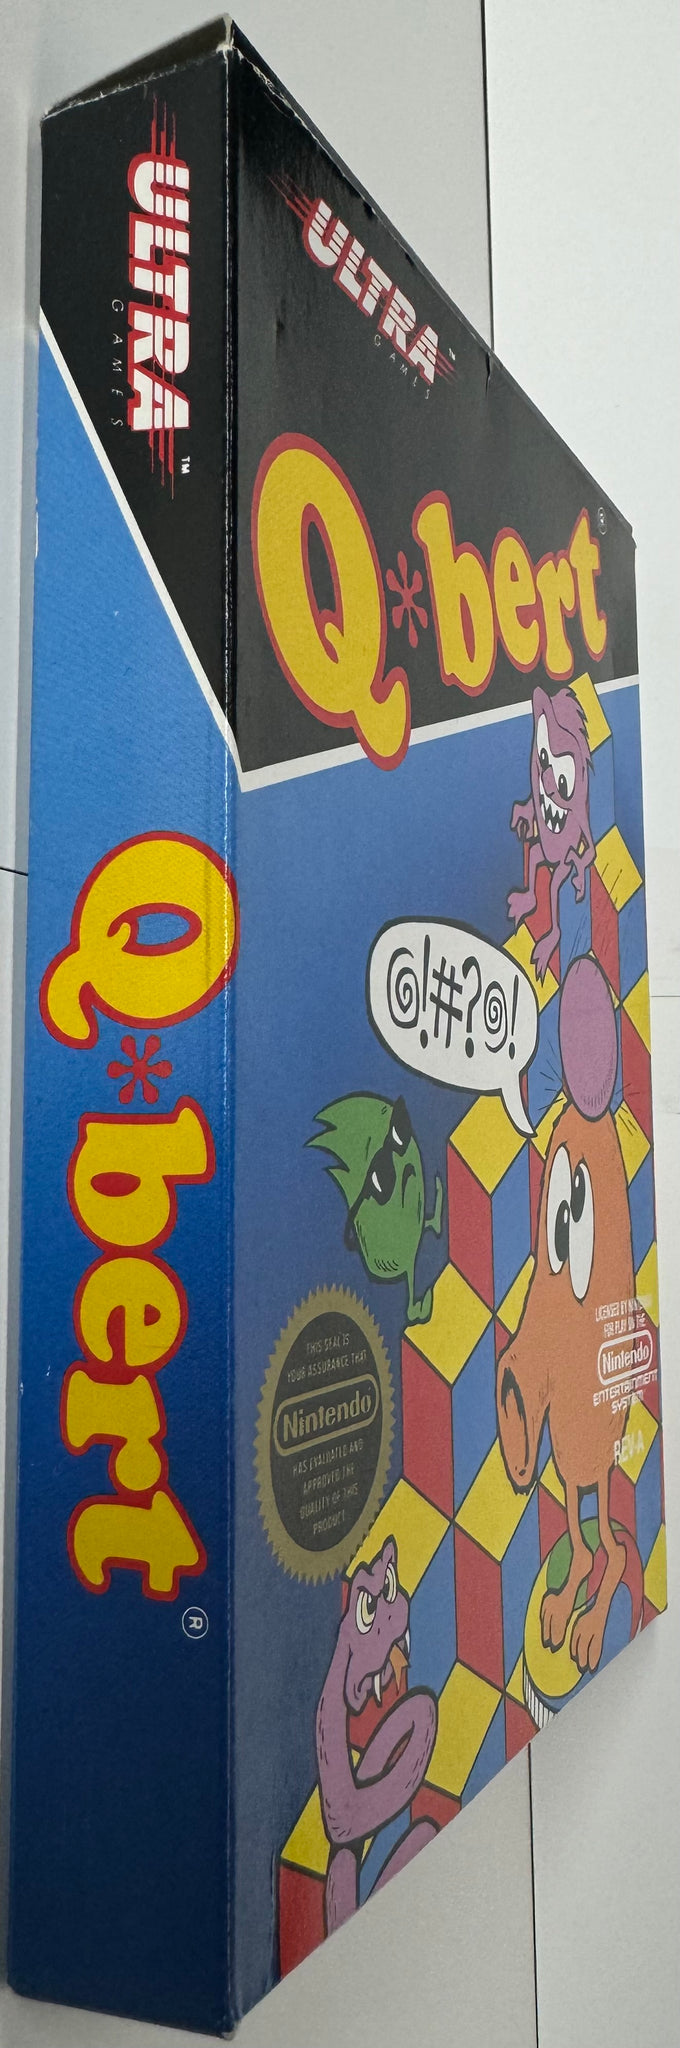 ULTRA
GAMES
TM
Q*bert
®
ULTRA
TM
GAMES
Q*bert
®
@!#?@!
THIS SEAL IS
YOUR ASSURANCE THAT
Nintendo
HAS EVALUATED AND
APPROVED THE
QUALITY OF THIS
PRODUCT
LICENSED BY NINTENDO
FOR PLAY ON THE
Nintendo
ENTERTAINMENT
SYSTEM
REV-A